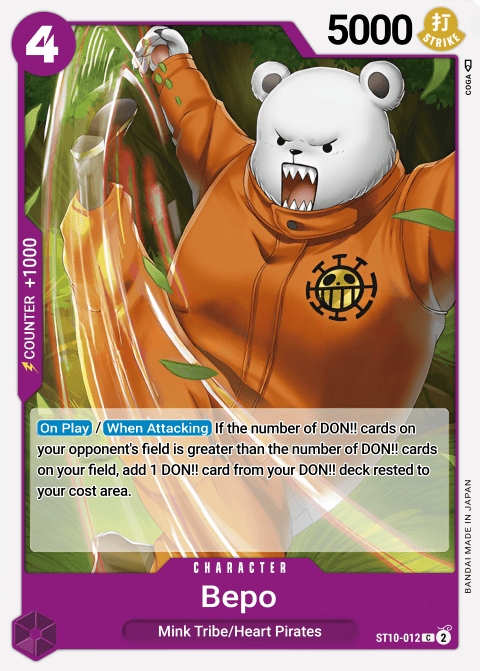 4
5000
打
STRIKE
COGA
COUNTER +1000
On Play / When Attacking If the number of DON!! cards on
your opponent's field is greater than the number of DON!! cards
on your field, add 1 DON!! card from your DON!! deck rested to
your cost area.
BANDAI MADE IN JAPAN
CHARACTER
Bepo
Mink Tribe/Heart Pirates
ST10-012 C 2